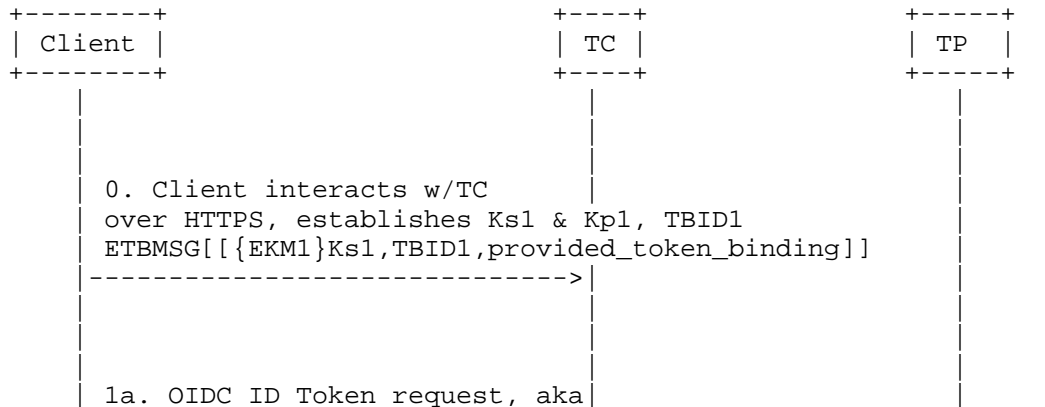 Client TC TP
0. Client interacts w/TC
over HTTPS, establishes Ks1 & Kp1, TBID1
ETBMSG[[{EKM1}Ks1,TBID1,provided_token_binding]]
1a. OIDC ID Token request, aka